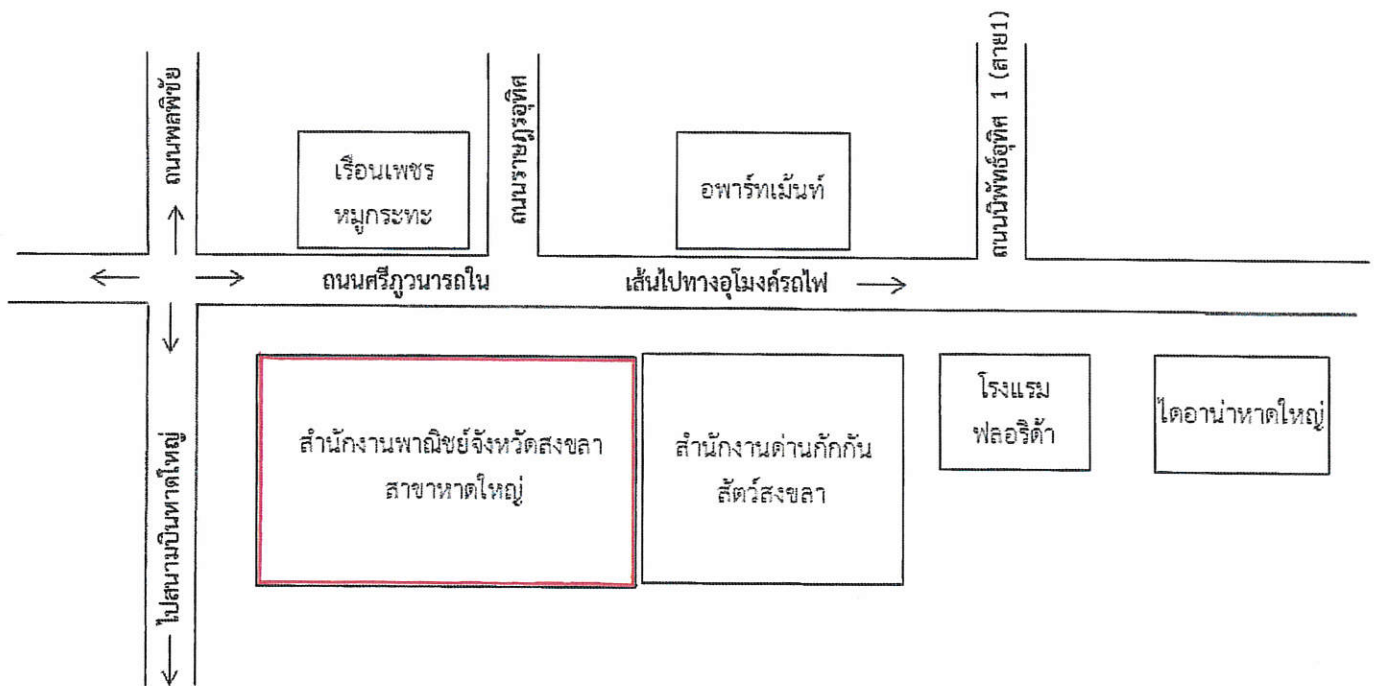 ถนนพลพิชัย
ถนนราษฎรอุทิศ
ถนนนิพัทธ์อุทิศ 1 (สาย1)
เรือนเพชร
หมูกระทะ
อพาร์ทเม้นท์
ถนนศรีภูวนารถใน
เส้นไปทางอุโมงค์รถไฟ
ไปสนามบินหาดใหญ่
สำนักงานพาณิชย์จังหวัดสงขลา
สาขาหาดใหญ่
สำนักงานด่านกักกัน
สัตว์สงขลา
โรงแรม
ฟลอริด้า
ไดอาน่าหาดใหญ่